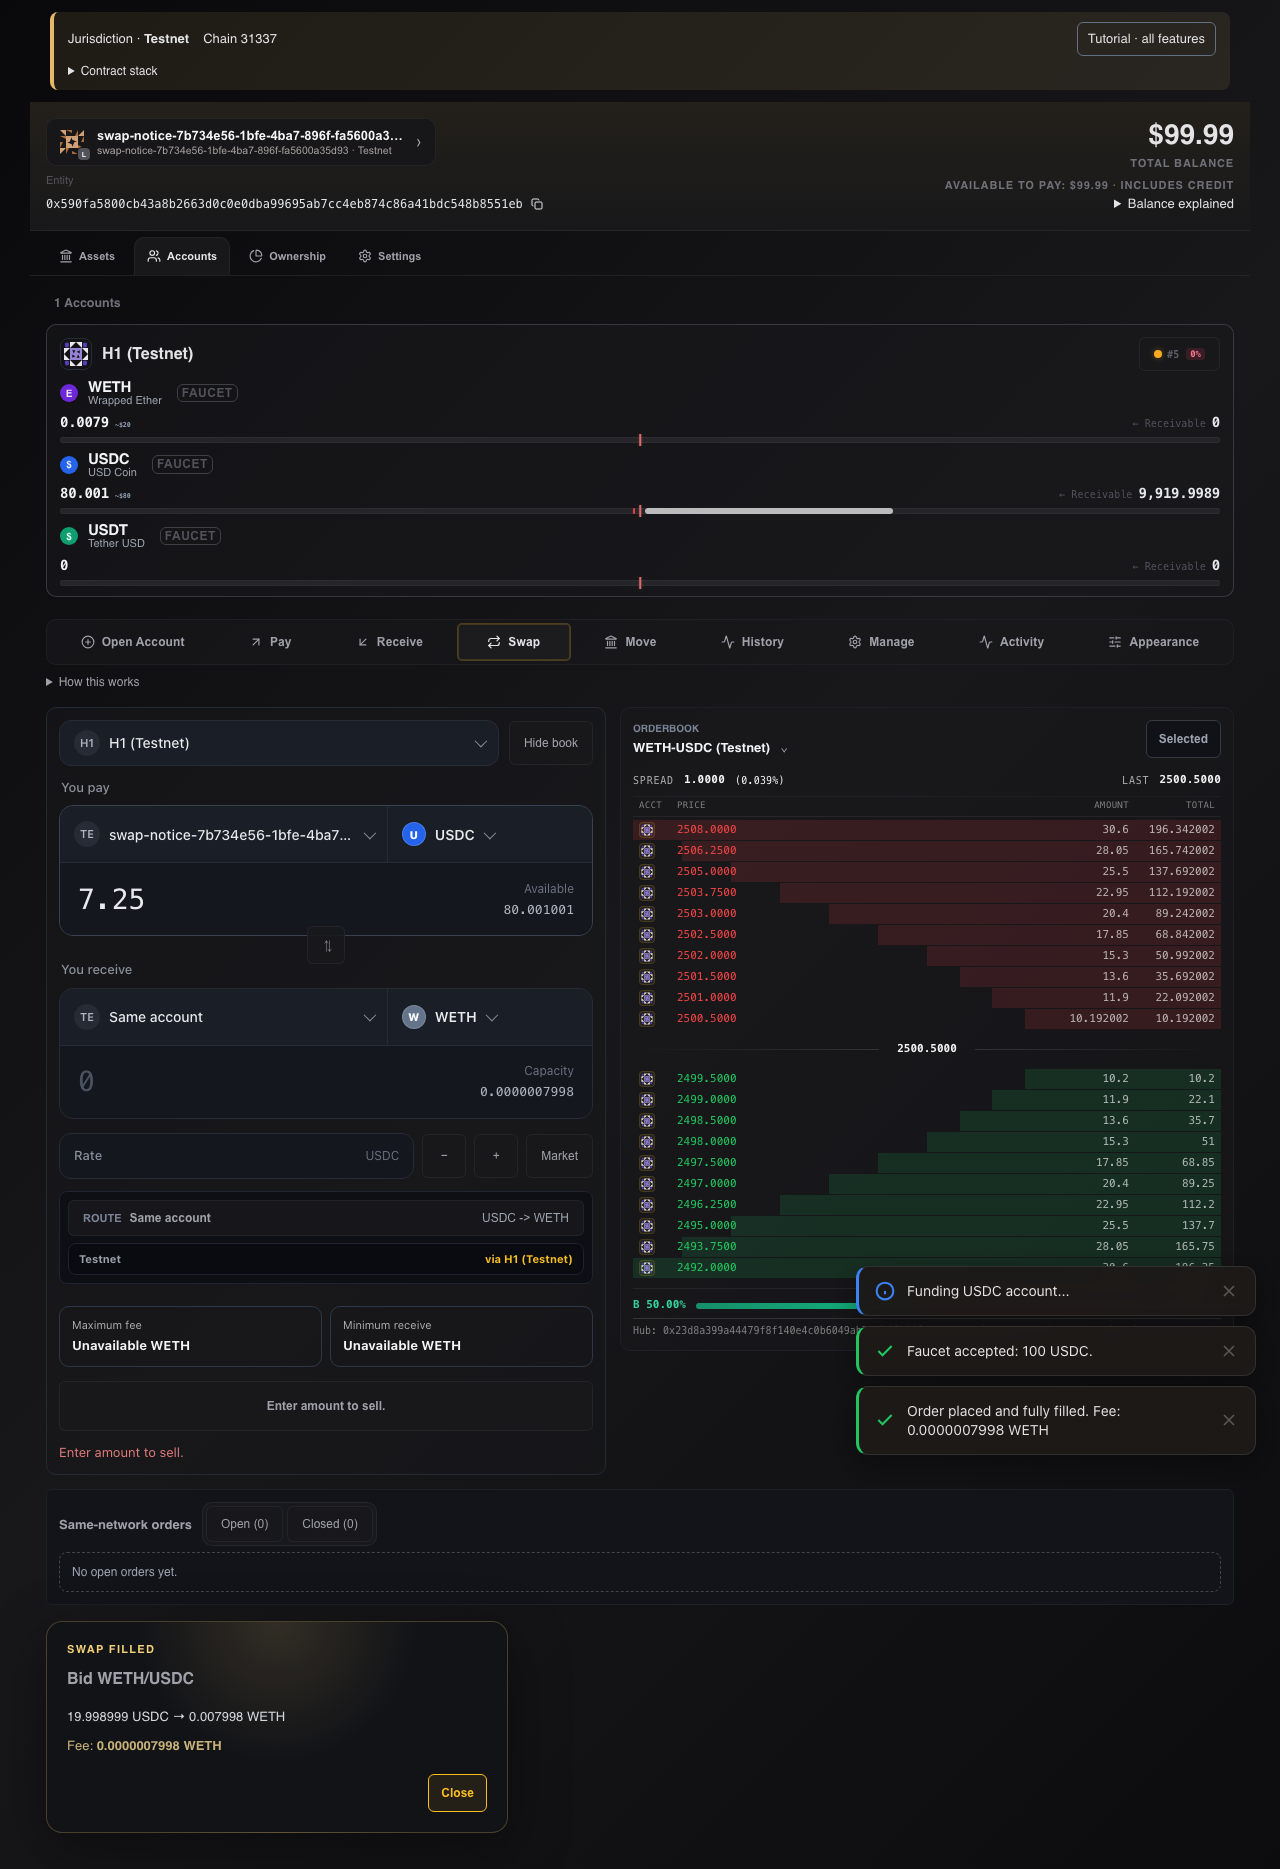 Jurisdiction · Testnet Chain 31337
Tutorial · all features
Contract stack
swap-notice-7b734e56-1bfe-4ba7-896f-fa5600a3...
L
swap-notice-7b734e56-1bfe-4ba7-896f-fa5600a35d93 · Testnet
$99.99
TOTAL BALANCE
Entity
AVAILABLE TO PAY: $99.99 · INCLUDES CREDIT
0x590fa5800cb43a8b2663d0c0e0dba99695ab7cc4eb874c86a41bdc548b8551eb
Balance explained
Assets
Accounts
Ownership
Settings
1 Accounts
H1 (Testnet)
#5 0%
E WETH
Wrapped Ether
FAUCET
0.0079 ~$20
← Receivable 0
$ USDC
USD Coin
FAUCET
80.001 ~$80
← Receivable 9,919.9989
$ USDT
Tether USD
FAUCET
0
← Receivable 0
Open Account
Pay
Receive
Swap
Move
History
Manage
Activity
Appearance
How this works
H1 H1 (Testnet)
Hide book
You pay
TE swap-notice-7b734e56-1bfe-4ba7...
U USDC
7.25
Available
80.001001
You receive
TE Same account
W WETH
0
Capacity
0.0000007998
Rate USDC
−
+
Market
ROUTE Same account
USDC -> WETH
Testnet
via H1 (Testnet)
Maximum fee
Unavailable WETH
Minimum receive
Unavailable WETH
Enter amount to sell.
Enter amount to sell.
ORDERBOOK
WETH-USDC (Testnet)
Selected
SPREAD 1.0000 (0.039%)
LAST 2500.5000
ACCT PRICE AMOUNT TOTAL
2508.0000 30.6 196.342002
2506.2500 28.05 165.742002
2505.0000 25.5 137.692002
2503.7500 22.95 112.192002
2503.0000 20.4 89.242002
2502.5000 17.85 68.842002
2502.0000 15.3 50.992002
2501.5000 13.6 35.692002
2501.0000 11.9 22.092002
2500.5000 10.192002 10.192002
2500.5000
2499.5000 10.2 10.2
2499.0000 11.9 22.1
2498.5000 13.6 35.7
2498.0000 15.3 51
2497.5000 17.85 68.85
2497.0000 20.4 89.25
2496.2500 22.95 112.2
2495.0000 25.5 137.7
2493.7500 28.05 165.75
2492.0000 30.6 196.35
B 50.00%
Hub: 0x23d8a399a44479f8f140e4c0b6049ab
Funding USDC account...
Faucet accepted: 100 USDC.
Order placed and fully filled. Fee:
0.0000007998 WETH
Same-network orders
Open (0)
Closed (0)
No open orders yet.
SWAP FILLED
Bid WETH/USDC
19.998999 USDC → 0.007998 WETH
Fee: 0.0000007998 WETH
Close